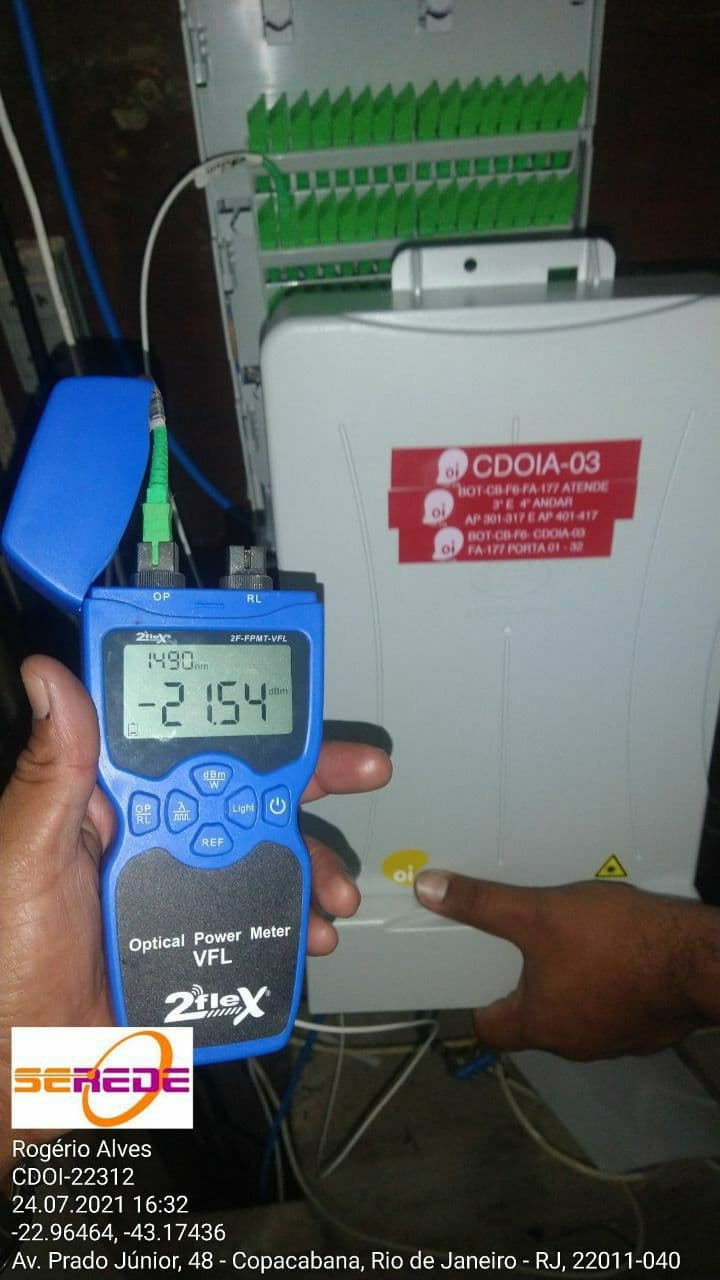 oi CDOIA-03
BOT-CB-F6-FA-177 ATENDE
3° E 4° ANDAR
oi
AP 301-317 E AP 401-417
oi BOT-CB-F6- CDOIA-03
FA-177 PORTA 01 - 32
OP RL
2fleX® 2F-FPMT-VFL
1490nm
-21.54 dBm
dBm
W
OP
RL
λ
Light
REF
oi
Optical Power Meter
VFL
2fleX®
SEREDE
Rogério Alves
CDOI-22312
24.07.2021 16:32
-22.96464, -43.17436
Av. Prado Júnior, 48 - Copacabana, Rio de Janeiro - RJ, 22011-040